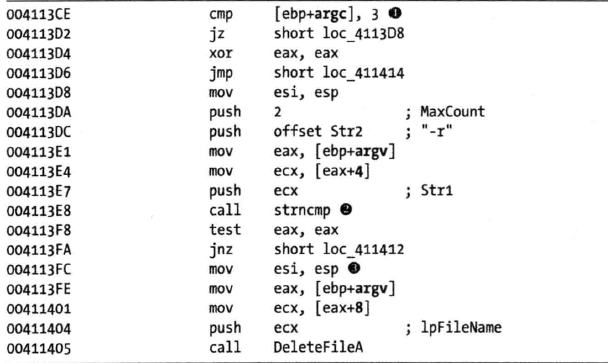 004113CE cmp [ebp+argc], 3 ❶
004113D2 jz short loc_4113D8
004113D4 xor eax, eax
004113D6 jmp short loc_411414
004113D8 mov esi, esp
004113DA push 2 ; MaxCount
004113DC push offset Str2 ; "-r"
004113E1 mov eax, [ebp+argv]
004113E4 mov ecx, [eax+4]
004113E7 push ecx ; Str1
004113E8 call strncmp ❷
004113F8 test eax, eax
004113FA jnz short loc_411412
004113FC mov esi, esp ❸
004113FE mov eax, [ebp+argv]
00411401 mov ecx, [eax+8]
00411404 push ecx ; lpFileName
00411405 call DeleteFileA